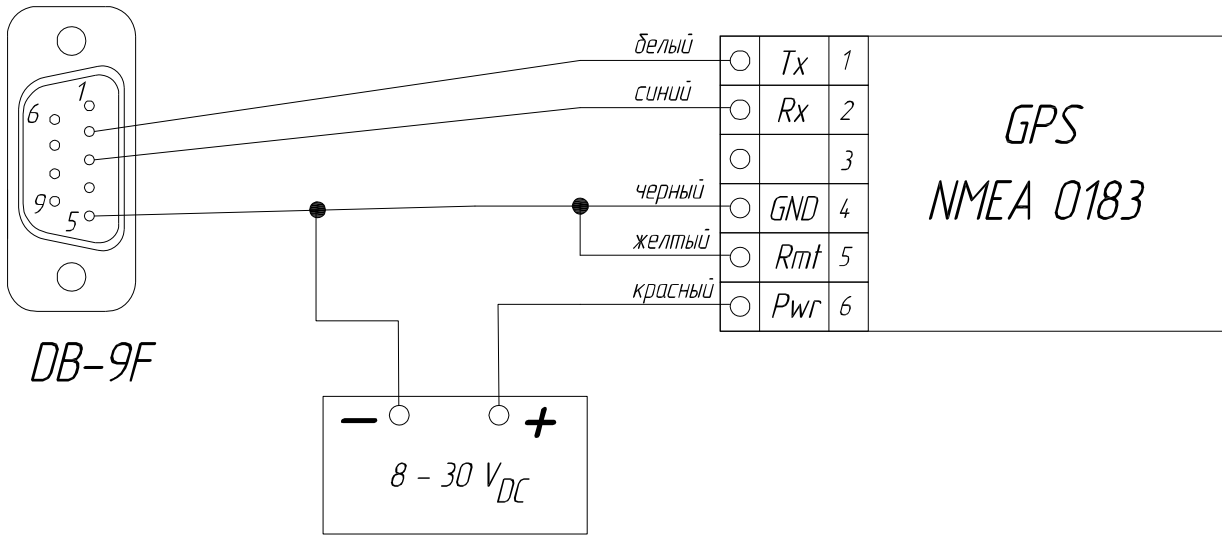 1
6
9
5
DB-9F
белый
синий
черный
желтый
красный
Tx 1
Rx 2
3
GND 4
Rmt 5
Pwr 6
GPS
NMEA 0183
− +
8 - 30 VDC